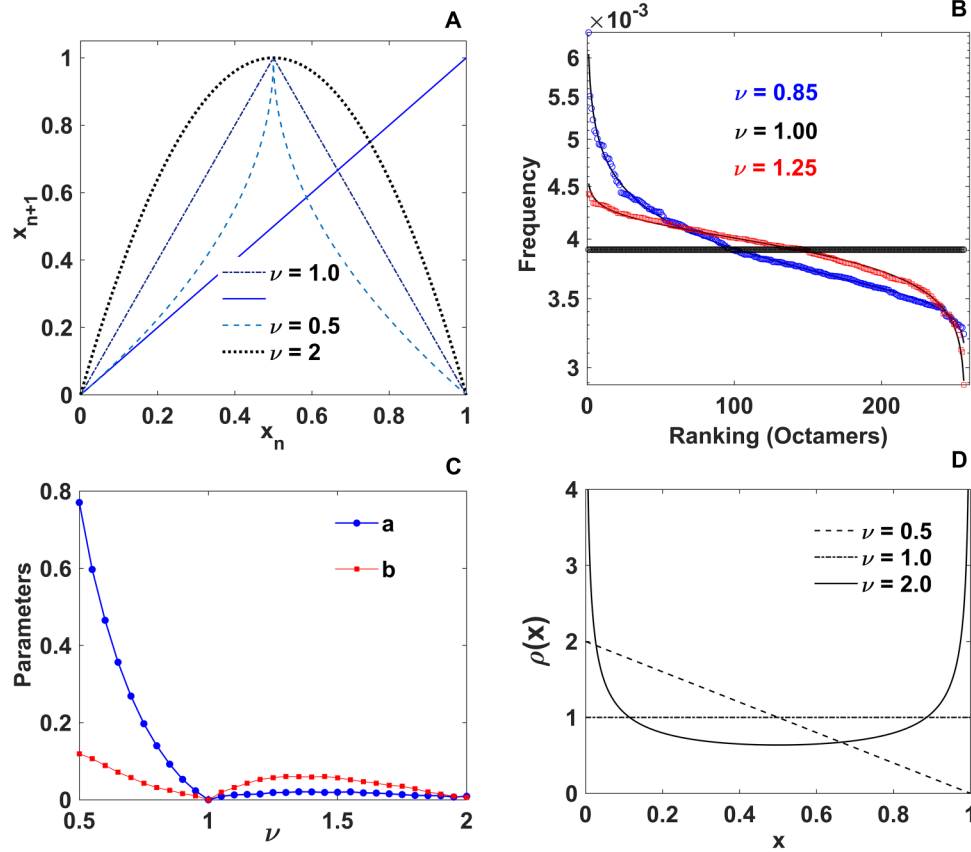 A
1
0.8
0.6
0.4
0.2
0
x_{n+1}
ν = 1.0
ν = 0.5
ν = 2
0 0.2 0.4 0.6 0.8 1
x_n
B
×10^{-3}
6
5.5
5
4.5
4
3.5
3
Frequency
ν = 0.85
ν = 1.00
ν = 1.25
0 100 200
Ranking (Octamers)
C
0.8
0.6
0.4
0.2
0
Parameters
a
b
0.5 1 1.5 2
ν
D
4
3
2
1
0
ρ(x)
ν = 0.5
ν = 1.0
ν = 2.0
0 0.2 0.4 0.6 0.8 1
x